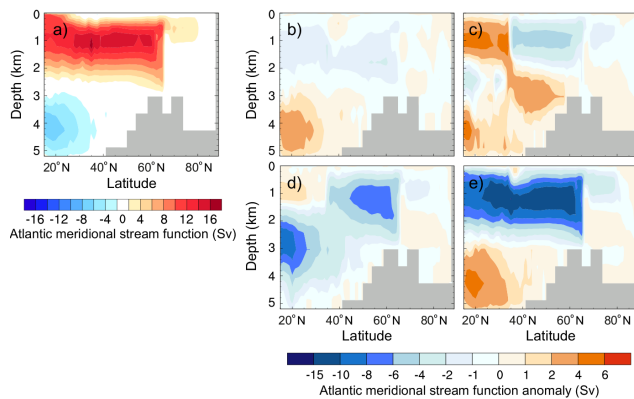 a)
b)
c)
0
1
2
3
4
5
Depth (km)
20°N 40°N 60°N 80°N
Latitude
-16 -12 -8 -4 0 4 8 12 16
Atlantic meridional stream function (Sv)
0
1
2
3
4
5
Depth (km)
d)
e)
0
1
2
3
4
5
Depth (km)
20°N 40°N 60°N 80°N
Latitude
20°N 40°N 60°N 80°N
Latitude
-15 -10 -8 -6 -4 -2 -1 0 1 2 4 6 7
Atlantic meridional stream function anomaly (Sv)